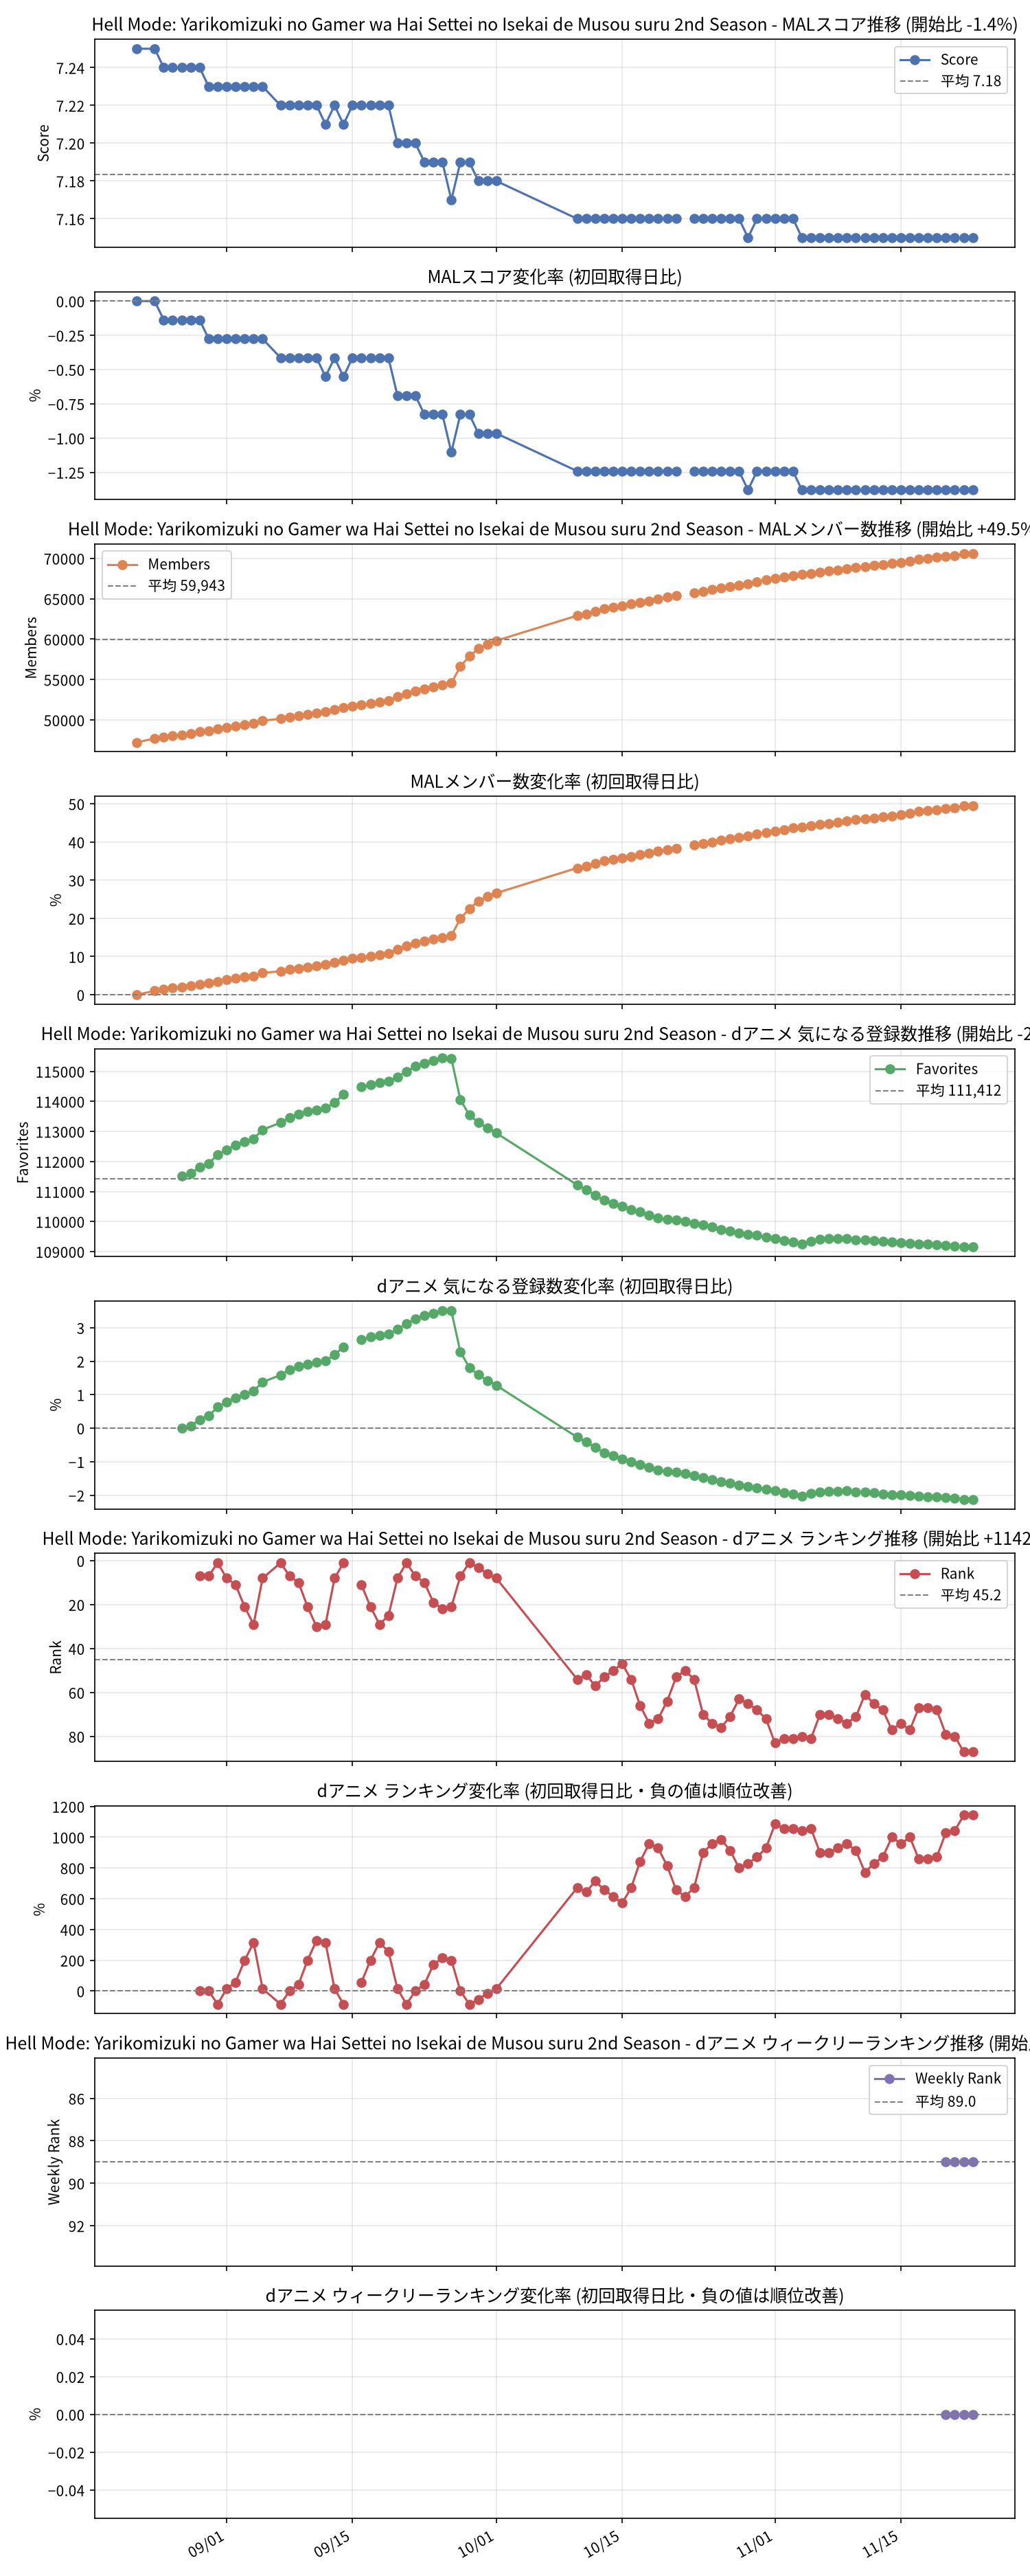 Hell Mode: Yarikomizuki no Gamer wa Hai Settei no Isekai de Musou suru 2nd Season - MALスコア推移 (開始比 -1.4%)
Score
平均 7.18
7.24
7.22
7.20
7.18
7.16
Score
MALスコア変化率 (初回取得日比)
0.00
−0.25
−0.50
−0.75
−1.00
−1.25
%
Hell Mode: Yarikomizuki no Gamer wa Hai Settei no Isekai de Musou suru 2nd Season - MALメンバー数推移 (開始比 +49.5%
Members
平均 59,943
70000
65000
60000
55000
50000
Members
MALメンバー数変化率 (初回取得日比)
50
40
30
20
10
0
%
Hell Mode: Yarikomizuki no Gamer wa Hai Settei no Isekai de Musou suru 2nd Season - dアニメ 気になる登録数推移 (開始比 -2
Favorites
平均 111,412
115000
114000
113000
112000
111000
110000
109000
Favorites
dアニメ 気になる登録数変化率 (初回取得日比)
3
2
1
0
−1
−2
%
Hell Mode: Yarikomizuki no Gamer wa Hai Settei no Isekai de Musou suru 2nd Season - dアニメ ランキング推移 (開始比 +1142
Rank
平均 45.2
0
20
40
60
80
Rank
dアニメ ランキング変化率 (初回取得日比・負の値は順位改善)
1200
1000
800
600
400
200
0
%
Hell Mode: Yarikomizuki no Gamer wa Hai Settei no Isekai de Musou suru 2nd Season - dアニメ ウィークリーランキング推移 (開始
Weekly Rank
平均 89.0
86
88
90
92
Weekly Rank
dアニメ ウィークリーランキング変化率 (初回取得日比・負の値は順位改善)
0.04
0.02
0.00
−0.02
−0.04
%
09/01
09/15
10/01
10/15
11/01
11/15